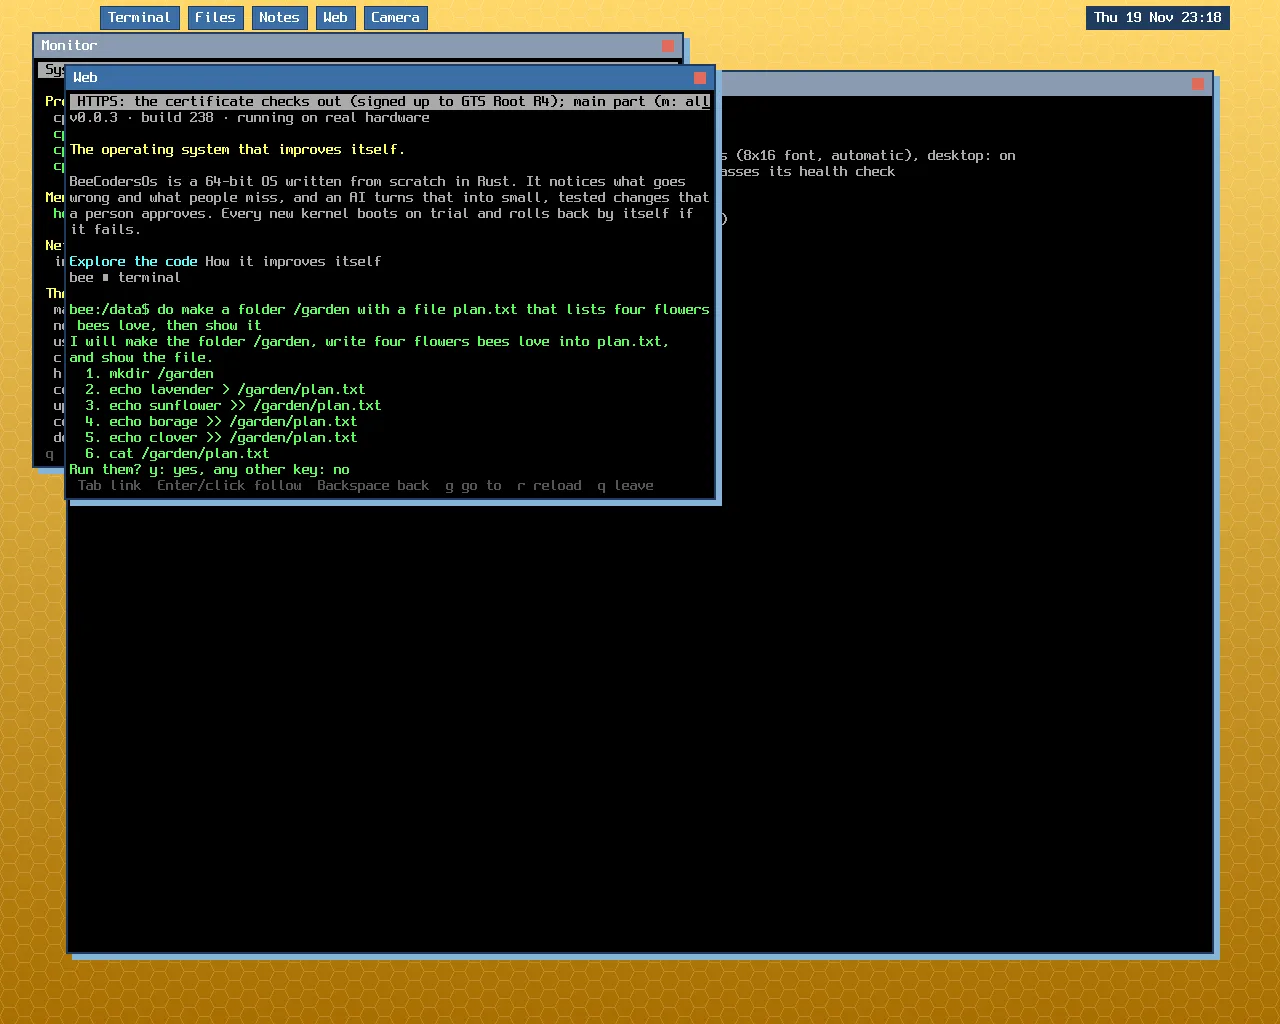 Terminal Files Notes Web Camera Thu 19 Nov 23:18
Monitor
Web
HTTPS: the certificate checks out (signed up to GTS Root R4); main part (m: all
v0.0.3 · build 238 · running on real hardware
The operating system that improves itself.
(8x16 font, automatic), desktop: on
BeeCodersOs is a 64-bit OS written from scratch in Rust. It notices what goes
its health check
wrong and what people miss, and an AI turns that into small, tested changes that
a person approves. Every new kernel boots on trial and rolls back by itself if
it fails.
Explore the code How it improves itself
bee ∎ terminal
bee:/data$ do make a folder /garden with a file plan.txt that lists four flowers
bees love, then show it
I will make the folder /garden, write four flowers bees love into plan.txt,
and show the file.
1. mkdir /garden
2. echo lavender > /garden/plan.txt
3. echo sunflower >> /garden/plan.txt
4. echo borage >> /garden/plan.txt
5. echo clover >> /garden/plan.txt
6. cat /garden/plan.txt
Run them? y: yes, any other key: no
q
Tab link Enter/click follow Backspace back g go to r reload q leave